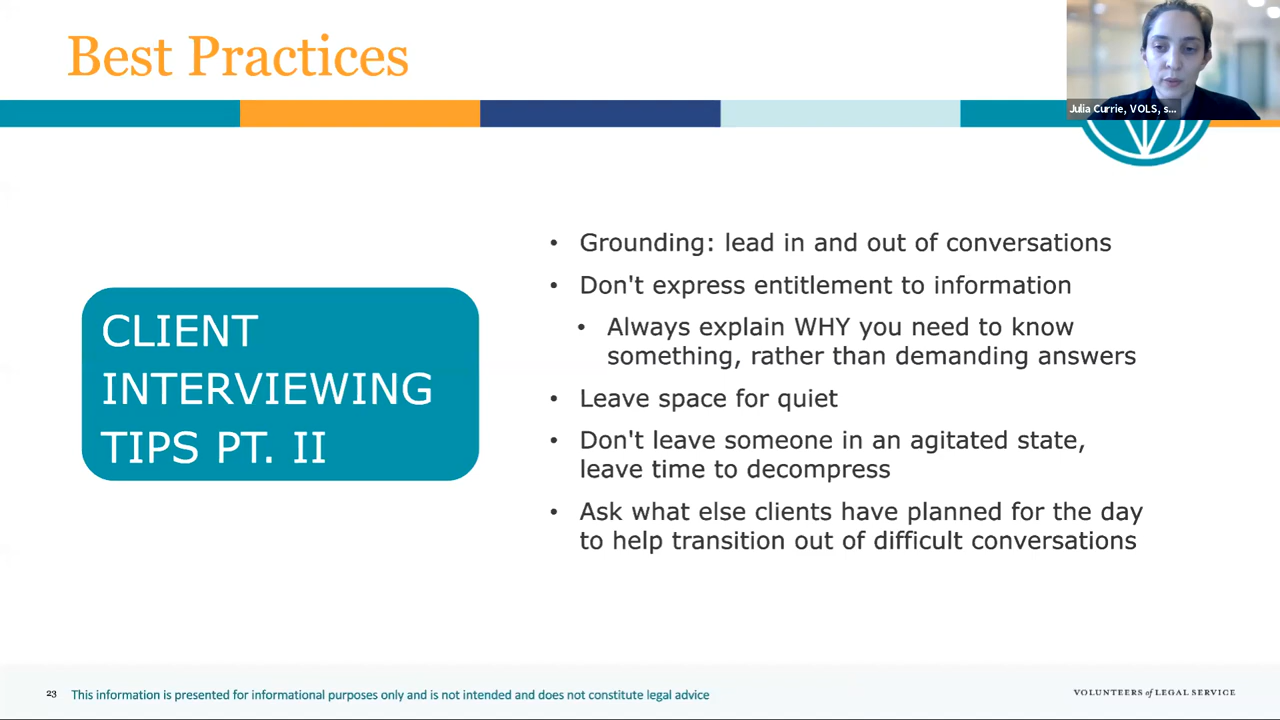 Best Practices
Julia Currie, VOLS, s...
CLIENT
INTERVIEWING
TIPS PT. II
• Grounding: lead in and out of conversations
• Don't express entitlement to information
• Always explain WHY you need to know
something, rather than demanding answers
• Leave space for quiet
• Don't leave someone in an agitated state,
leave time to decompress
• Ask what else clients have planned for the day
to help transition out of difficult conversations
23 This information is presented for informational purposes only and is not intended and does not constitute legal advice
VOLUNTEERS of LEGAL SERVICE